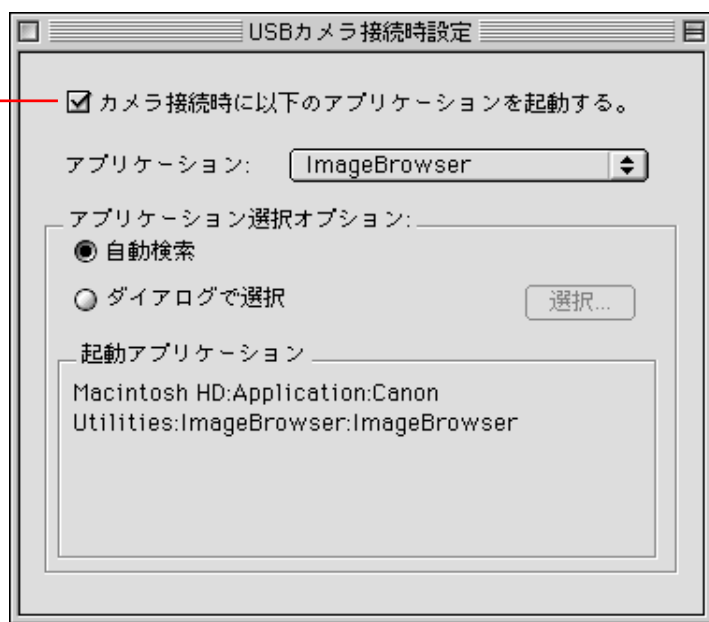 USBカメラ接続時設定
カメラ接続時に以下のアプリケーションを起動する。
アプリケーション: ImageBrowser
アプリケーション選択オプション:
自動検索
ダイアログで選択 選択...
起動アプリケーション
Macintosh HD:Application:Canon
Utilities:ImageBrowser:ImageBrowser